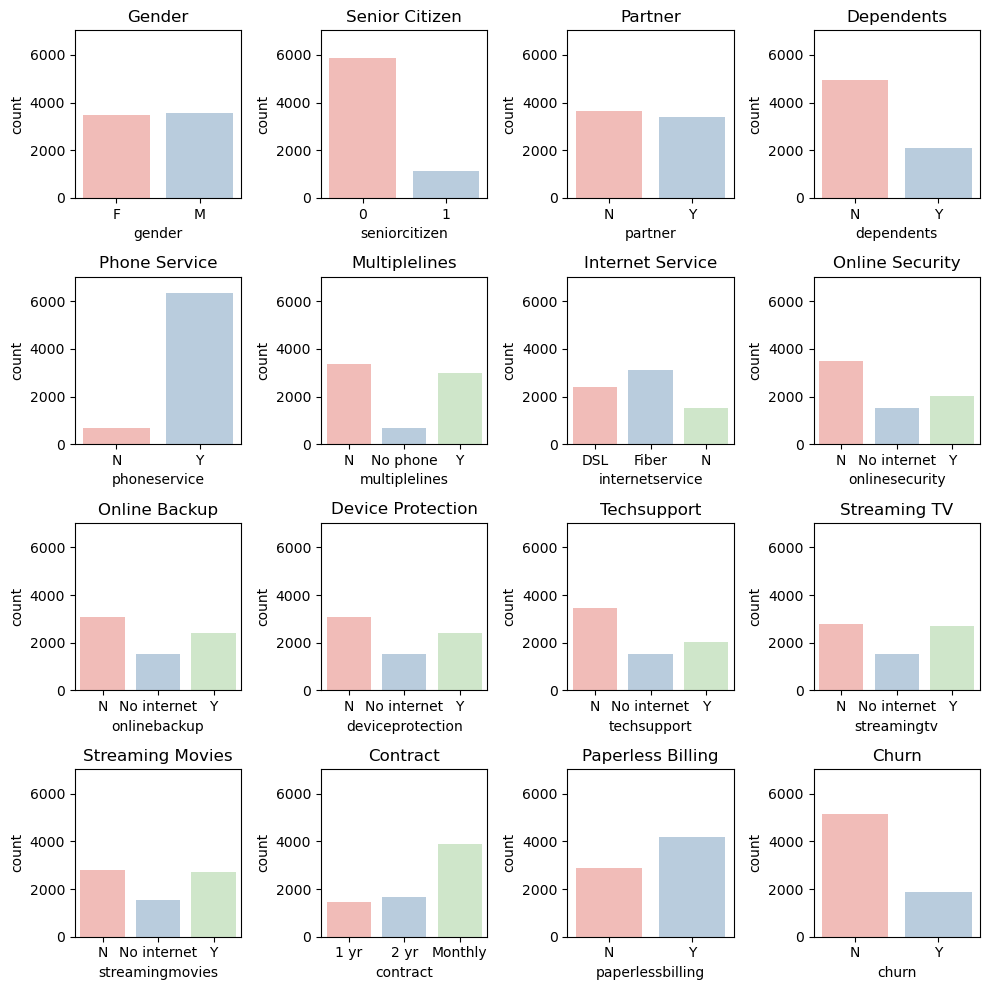 Gender
6000
4000
2000
0
count
F M
gender
Senior Citizen
6000
4000
2000
0
count
0 1
seniorcitizen
Partner
6000
4000
2000
0
count
N Y
partner
Dependents
6000
4000
2000
0
count
N Y
dependents
Phone Service
6000
4000
2000
0
count
N Y
phoneservice
Multiplelines
6000
4000
2000
0
count
N No phone Y
multiplelines
Internet Service
6000
4000
2000
0
count
DSL Fiber N
internetservice
Online Security
6000
4000
2000
0
count
N No internet Y
onlinesecurity
Online Backup
6000
4000
2000
0
count
N No internet Y
onlinebackup
Device Protection
6000
4000
2000
0
count
N No internet Y
deviceprotection
Techsupport
6000
4000
2000
0
count
N No internet Y
techsupport
Streaming TV
6000
4000
2000
0
count
N No internet Y
streamingtv
Streaming Movies
6000
4000
2000
0
count
N No internet Y
streamingmovies
Contract
6000
4000
2000
0
count
1 yr 2 yr Monthly
contract
Paperless Billing
6000
4000
2000
0
count
N Y
paperlessbilling
Churn
6000
4000
2000
0
count
N Y
churn